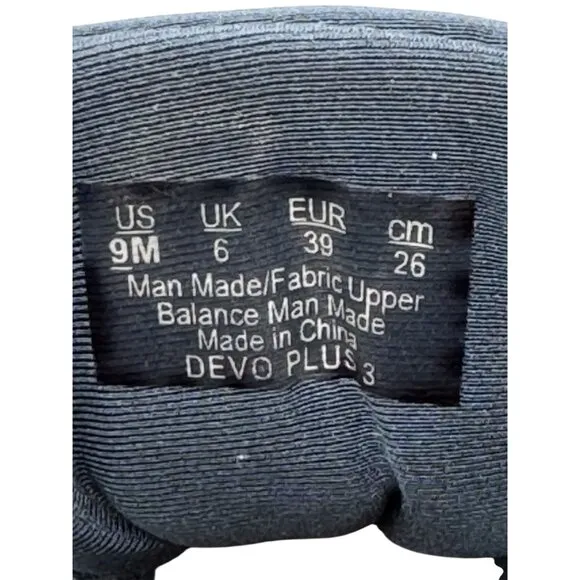 US UK EUR cm
9M 6 39 26
Man Made/Fabric Upper
Balance Man Made
Made in China
DEVO PLUS 3